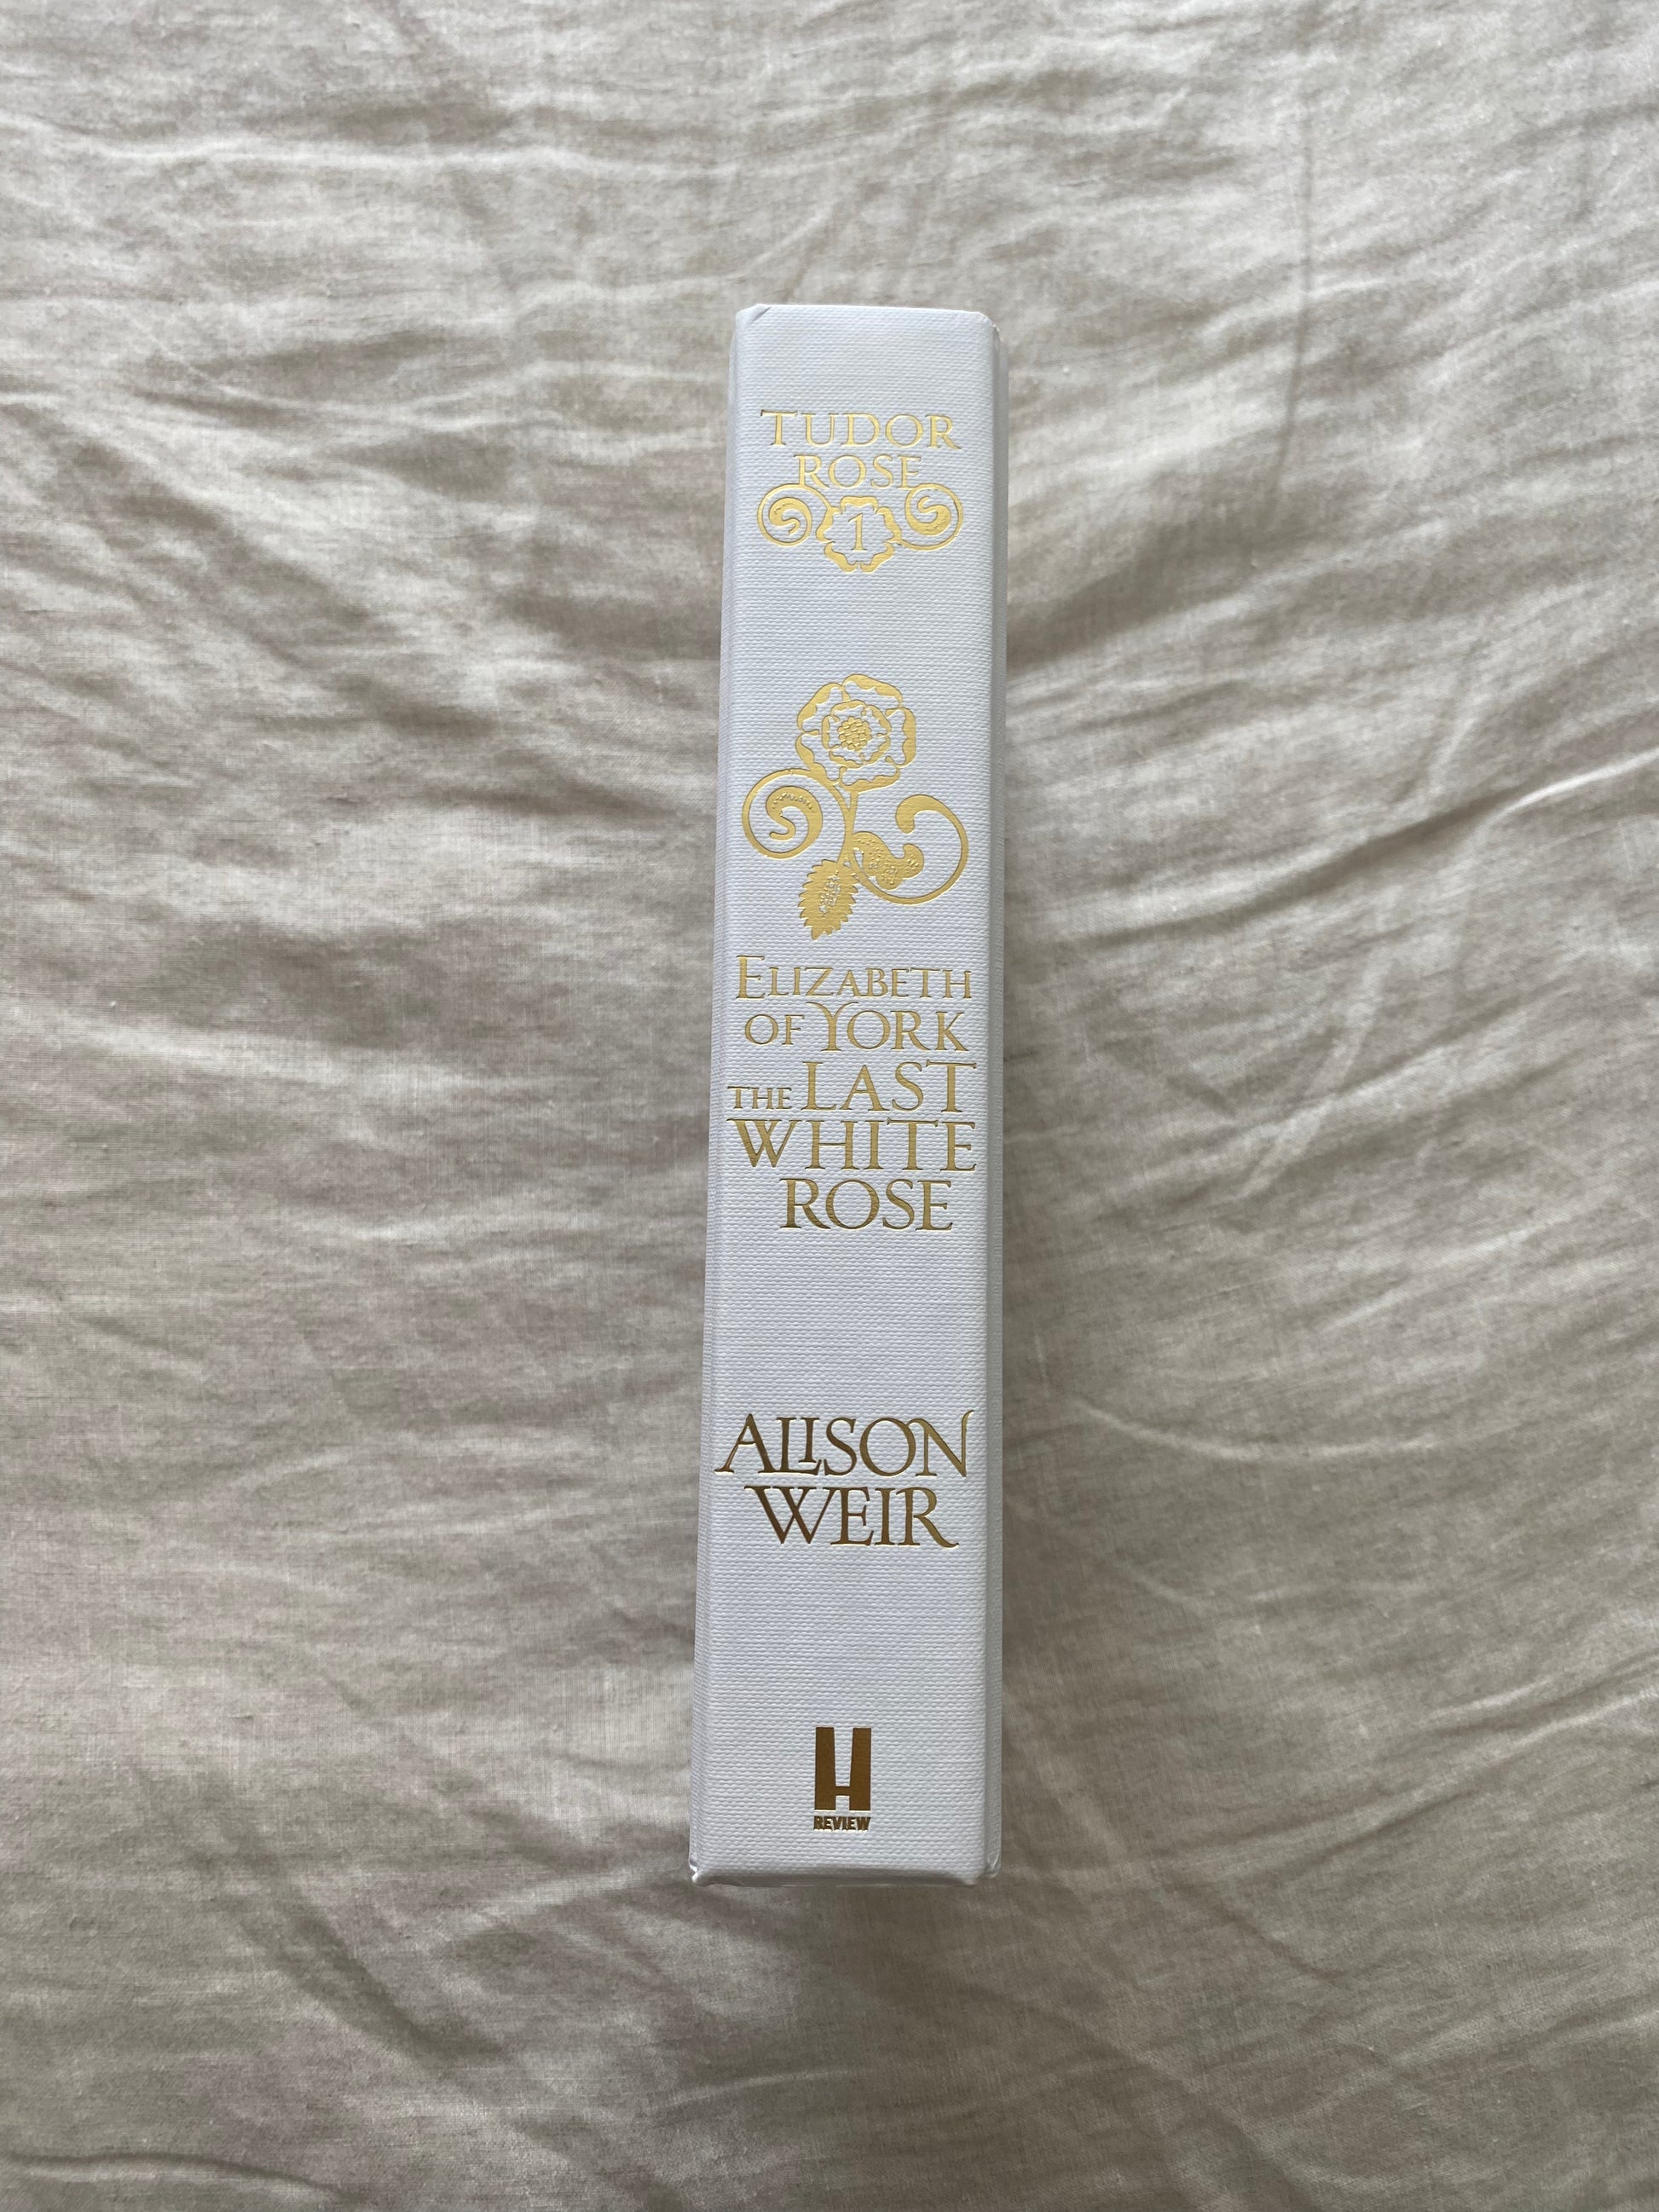 TUDOR
ROSE
1
ELIZABETH
OF YORK
THE LAST
WHITE
ROSE
ALISON
WEIR
H
REVIEW